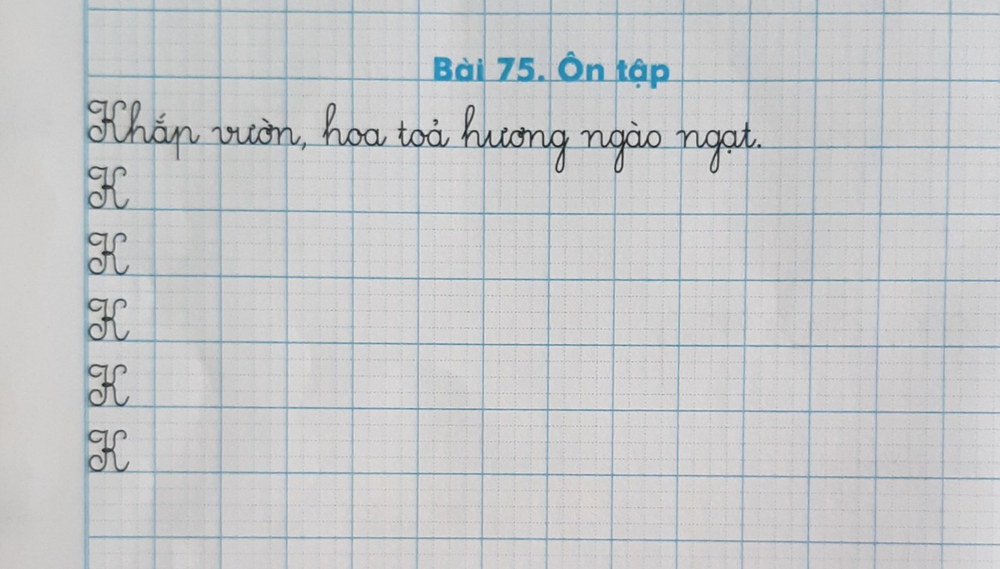 Bài 75. Ôn tập
Khắp vườn, hoa toả hương ngào ngạt.
K
K
K
K
K